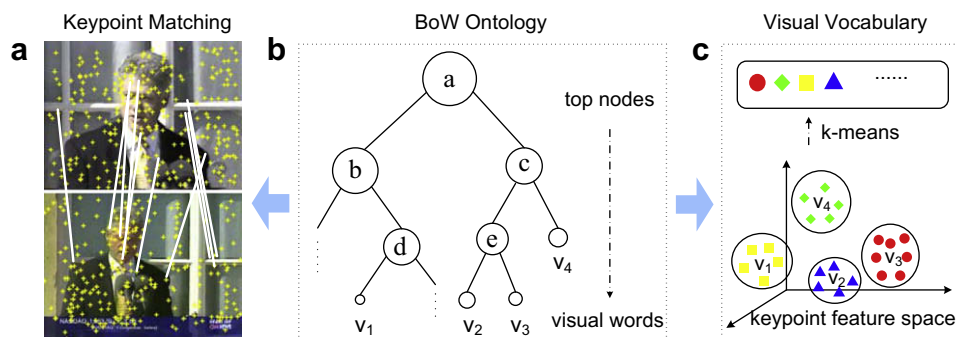 Keypoint Matching
BoW Ontology
Visual Vocabulary
a
b
c
a
b
c
d
e
v4
v1
v2
v3
top nodes
visual words
......
k-means
v4
v3
v1
v2
keypoint feature space